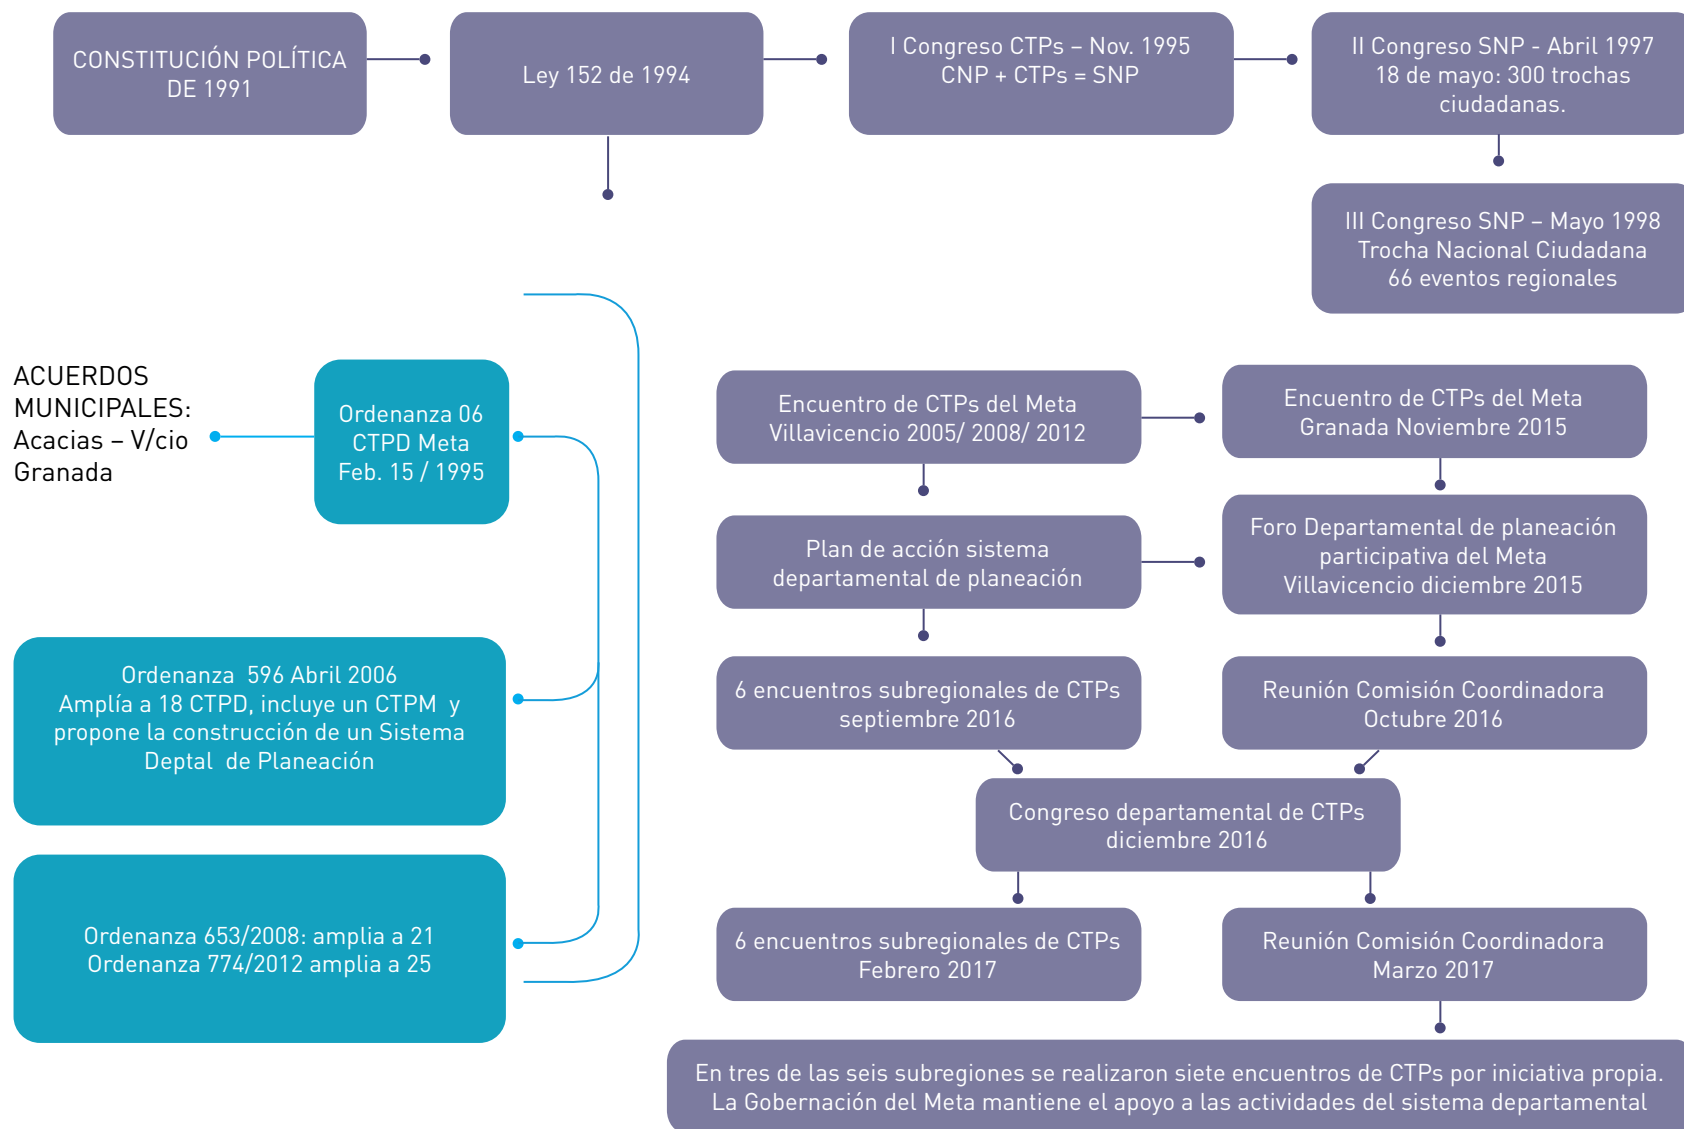 CONSTITUCIÓN POLÍTICA
DE 1991
Ley 152 de 1994
I Congreso CTPs – Nov. 1995
CNP + CTPs = SNP
II Congreso SNP - Abril 1997
18 de mayo: 300 trochas
ciudadanas.
III Congreso SNP – Mayo 1998
Trocha Nacional Ciudadana
66 eventos regionales
ACUERDOS
MUNICIPALES:
Acacias – V/cio
Granada
Ordenanza 06
CTPD Meta
Feb. 15 / 1995
Ordenanza 596 Abril 2006
Amplía a 18 CTPD, incluye un CTPM y
propone la construcción de un Sistema
Deptal de Planeación
Ordenanza 653/2008: amplia a 21
Ordenanza 774/2012 amplia a 25
Encuentro de CTPs del Meta
Villavicencio 2005/ 2008/ 2012
Encuentro de CTPs del Meta
Granada Noviembre 2015
Plan de acción sistema
departamental de planeación
Foro Departamental de planeación
participativa del Meta
Villavicencio diciembre 2015
6 encuentros subregionales de CTPs
septiembre 2016
Reunión Comisión Coordinadora
Octubre 2016
Congreso departamental de CTPs
diciembre 2016
6 encuentros subregionales de CTPs
Febrero 2017
Reunión Comisión Coordinadora
Marzo 2017
En tres de las seis subregiones se realizaron siete encuentros de CTPs por iniciativa propia.
La Gobernación del Meta mantiene el apoyo a las actividades del sistema departamental